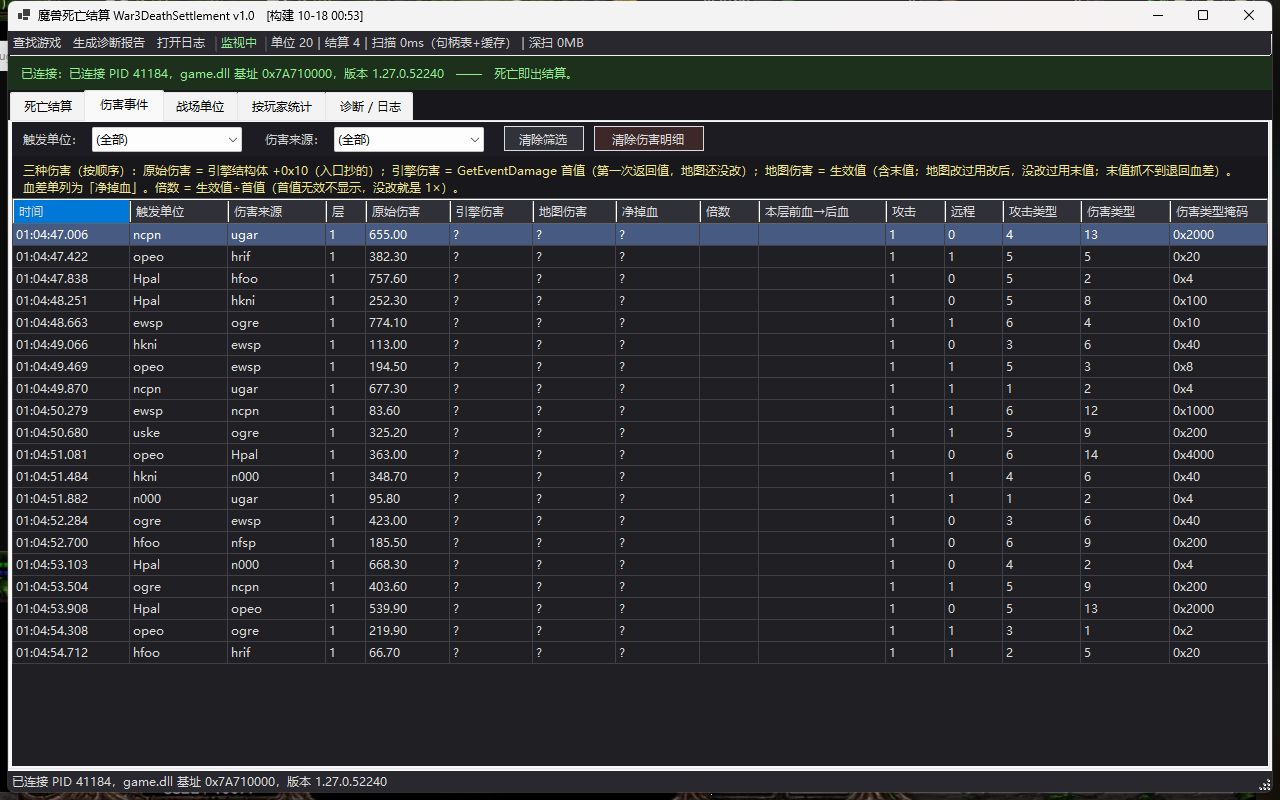 魔兽死亡结算 War3DeathSettlement v1.0 [构建 10-18 00:53]
查找游戏 生成诊断报告 打开日志 |监视中 |单位 20 | 结算 4 | 扫描 0ms（句柄表+缓存） | 深扫 0MB
已连接：已连接 PID 41184，game.dll 基址 0x7A710000，版本 1.27.0.52240 —— 死亡即出结算。
死亡结算 伤害事件 战场单位 按玩家统计 诊断 / 日志
触发单位： (全部) 伤害来源： (全部) 清除筛选 清除伤害明细
三种伤害（按顺序）：原始伤害 = 引擎结构体 +0x10（入口抄的）；引擎伤害 = GetEventDamage 首值（第一次返回值，地图还没改）；地图伤害 = 生效值（含末值；地图改过用改后，没改过用末值；末值抓不到退回血差）。
血差单列为「净掉血」。倍数 = 生效值÷首值（首值无效不显示，没改就是 1×）。
时间 触发单位 伤害来源 层 原始伤害 引擎伤害 地图伤害 净掉血 倍数 本层前血→后血 攻击 远程 攻击类型 伤害类型 伤害类型掩码
01:04:47.006 ncpn ugar 1 655.00 ? ? ? 1 0 4 13 0x2000
01:04:47.422 opeo hrif 1 382.30 ? ? ? 1 1 5 5 0x20
01:04:47.838 Hpal hfoo 1 757.60 ? ? ? 1 0 5 2 0x4
01:04:48.251 Hpal hkni 1 252.30 ? ? ? 1 0 5 8 0x100
01:04:48.663 ewsp ogre 1 774.10 ? ? ? 1 1 6 4 0x10
01:04:49.066 hkni ewsp 1 113.00 ? ? ? 1 0 3 6 0x40
01:04:49.469 opeo ewsp 1 194.50 ? ? ? 1 1 5 3 0x8
01:04:49.870 ncpn ugar 1 677.30 ? ? ? 1 1 1 2 0x4
01:04:50.279 ewsp ncpn 1 83.60 ? ? ? 1 1 6 12 0x1000
01:04:50.680 uske ogre 1 325.20 ? ? ? 1 1 5 9 0x200
01:04:51.081 opeo Hpal 1 363.00 ? ? ? 1 0 6 14 0x4000
01:04:51.484 hkni n000 1 348.70 ? ? ? 1 1 4 6 0x40
01:04:51.882 n000 ugar 1 95.80 ? ? ? 1 1 1 2 0x4
01:04:52.284 ogre ewsp 1 423.00 ? ? ? 1 0 3 6 0x40
01:04:52.700 hfoo nfsp 1 185.50 ? ? ? 1 0 6 9 0x200
01:04:53.103 Hpal n000 1 668.30 ? ? ? 1 0 4 2 0x4
01:04:53.504 ogre ncpn 1 403.60 ? ? ? 1 1 5 9 0x200
01:04:53.908 Hpal opeo 1 539.90 ? ? ? 1 0 5 13 0x2000
01:04:54.308 opeo ogre 1 219.90 ? ? ? 1 1 3 1 0x2
01:04:54.712 hfoo hrif 1 66.70 ? ? ? 1 1 2 5 0x20
已连接 PID 41184，game.dll 基址 0x7A710000，版本 1.27.0.52240